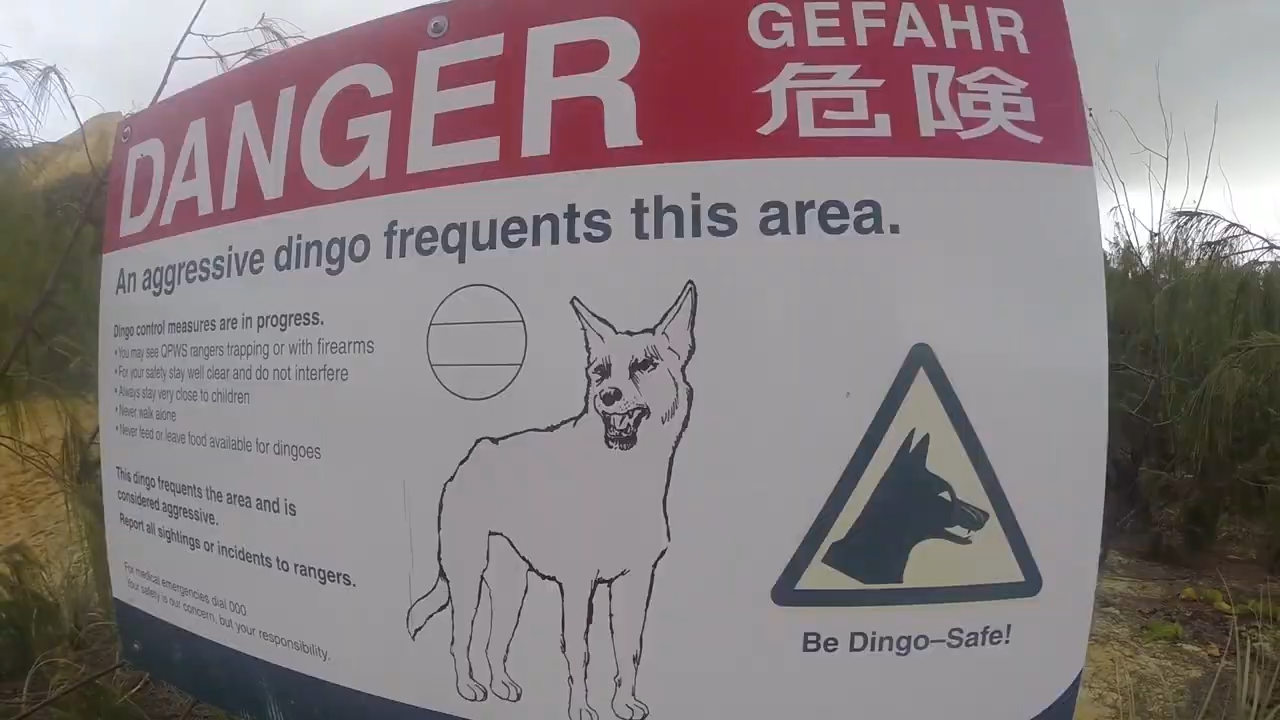 DANGER
GEFAHR
危険
An aggressive dingo frequents this area.
Dingo control measures are in progress.
• You may see QPWS rangers trapping or with firearms
• For your safety stay well clear and do not interfere
• Always stay very close to children
• Never walk alone
• Never feed or leave food available for dingoes
This dingo frequents the area and is
considered aggressive.
Report all sightings or incidents to rangers.
For medical emergencies dial 000
Your safety is our concern, but your responsibility.
Be Dingo–Safe!